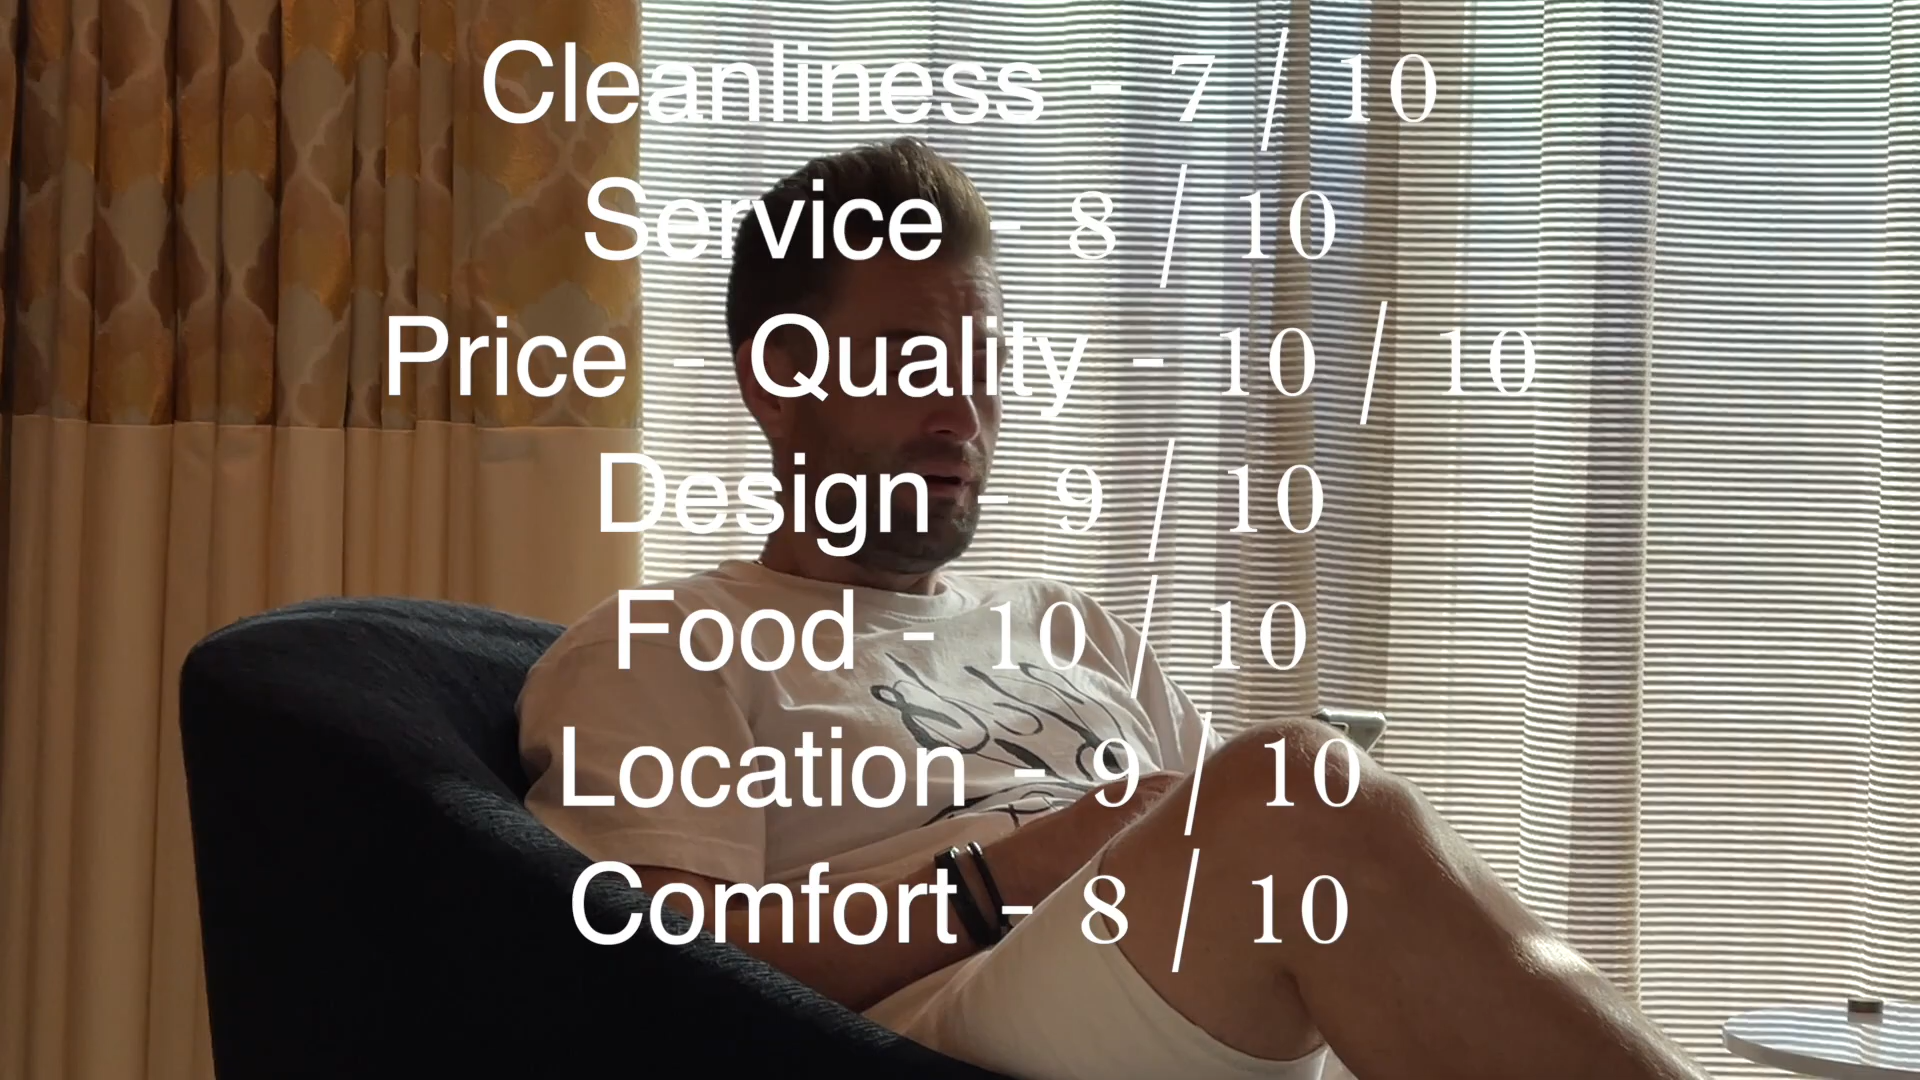 Cleanliness - 7 / 10
Service - 8 / 10
Price - Quality - 10 / 10
Design - 9 / 10
Food - 10 / 10
Location - 9 / 10
Comfort - 8 / 10